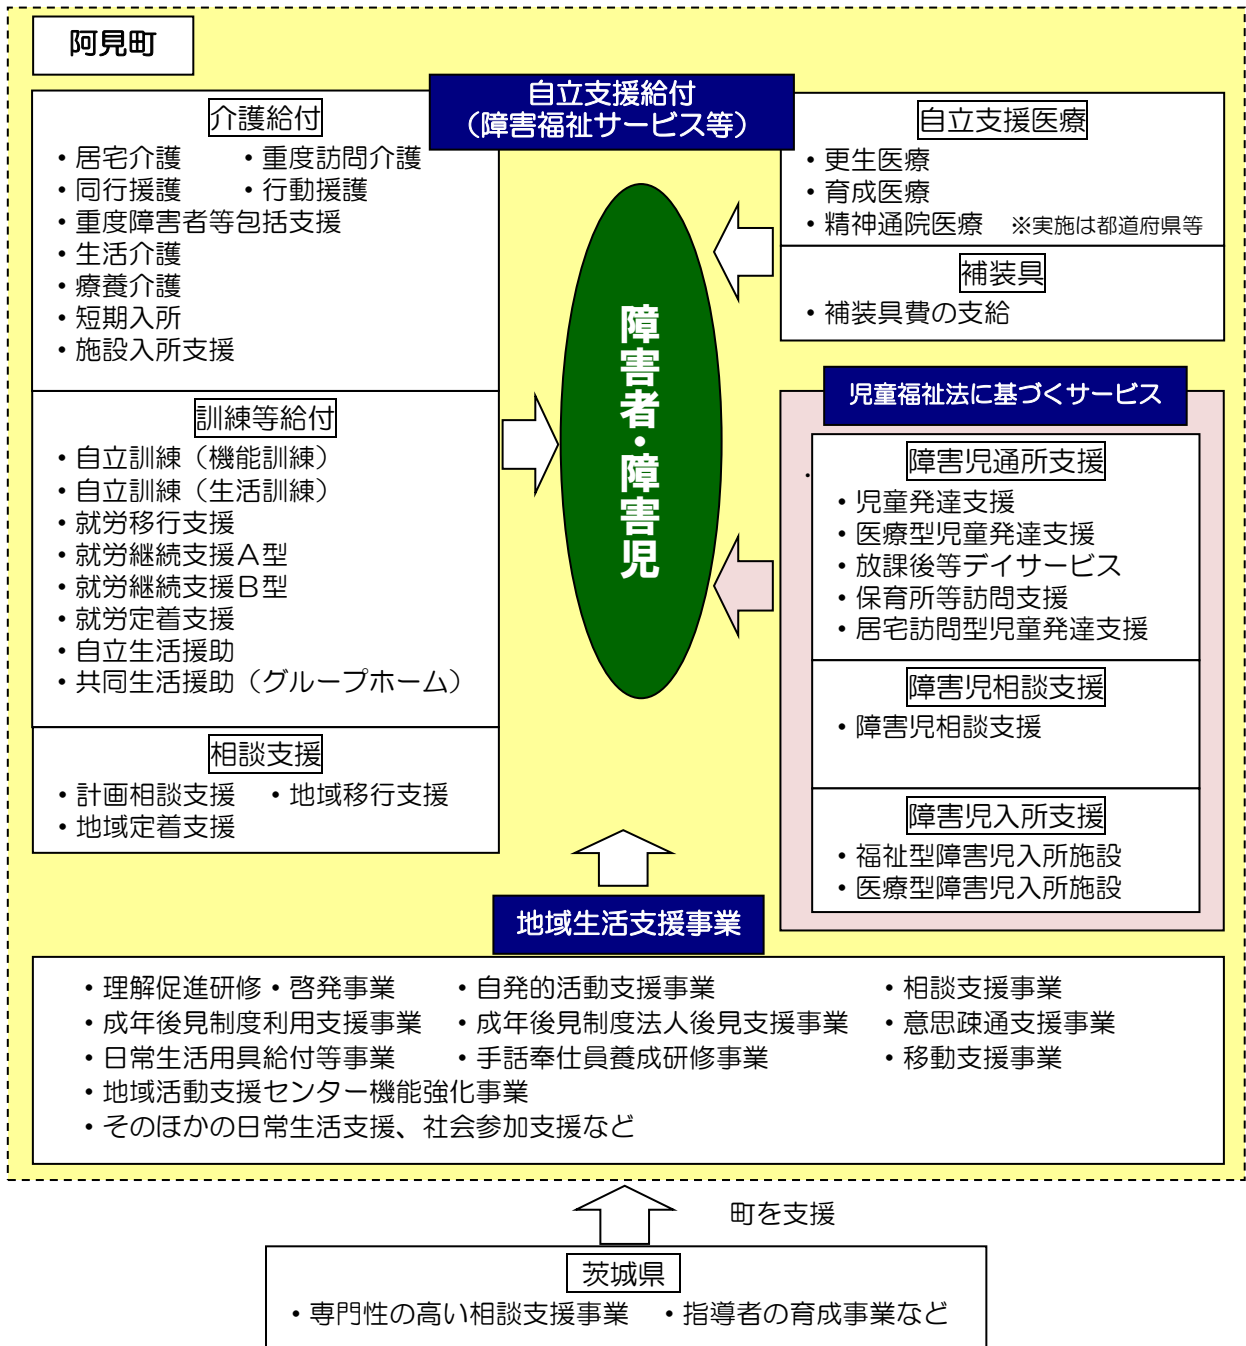 阿見町
自立支援給付
（障害福祉サービス等）
介護給付
・居宅介護　・重度訪問介護
・同行援護　・行動援護
・重度障害者等包括支援
・生活介護
・療養介護
・短期入所
・施設入所支援
訓練等給付
・自立訓練（機能訓練）
・自立訓練（生活訓練）
・就労移行支援
・就労継続支援Ａ型
・就労継続支援Ｂ型
・就労定着支援
・自立生活援助
・共同生活援助（グループホーム）
相談支援
・計画相談支援　・地域移行支援
・地域定着支援
障害者・障害児
自立支援医療
・更生医療
・育成医療
・精神通院医療　※実施は都道府県等
補装具
・補装具費の支給
児童福祉法に基づくサービス
・
障害児通所支援
・児童発達支援
・医療型児童発達支援
・放課後等デイサービス
・保育所等訪問支援
・居宅訪問型児童発達支援
障害児相談支援
・障害児相談支援
障害児入所支援
・福祉型障害児入所施設
・医療型障害児入所施設
地域生活支援事業
・理解促進研修・啓発事業　・自発的活動支援事業　・相談支援事業
・成年後見制度利用支援事業　・成年後見制度法人後見支援事業　・意思疎通支援事業
・日常生活用具給付等事業　・手話奉仕員養成研修事業　・移動支援事業
・地域活動支援センター機能強化事業
・そのほかの日常生活支援、社会参加支援など
町を支援
茨城県
・専門性の高い相談支援事業　・指導者の育成事業など